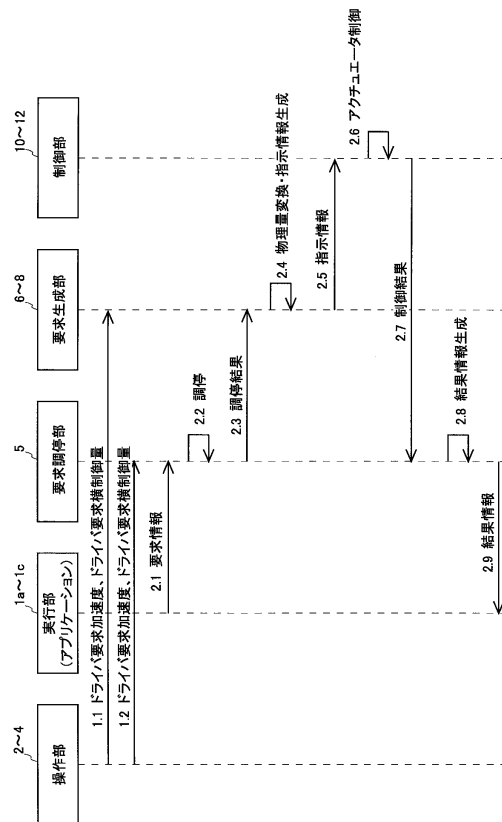 2～4
操作部
1a～1c
実行部
(アプリケーション)
5
要求調停部
6～8
要求生成部
10～12
制御部
1.1 ドライバ要求加速度、ドライバ要求横制御量
1.2 ドライバ要求加速度、ドライバ要求横制御量
2.1 要求情報
2.2 調停
2.3 調停結果
2.4 物理量変換・指示情報生成
2.5 指示情報
2.6 アクチュエータ制御
2.7 制御結果
2.8 結果情報生成
2.9 結果情報